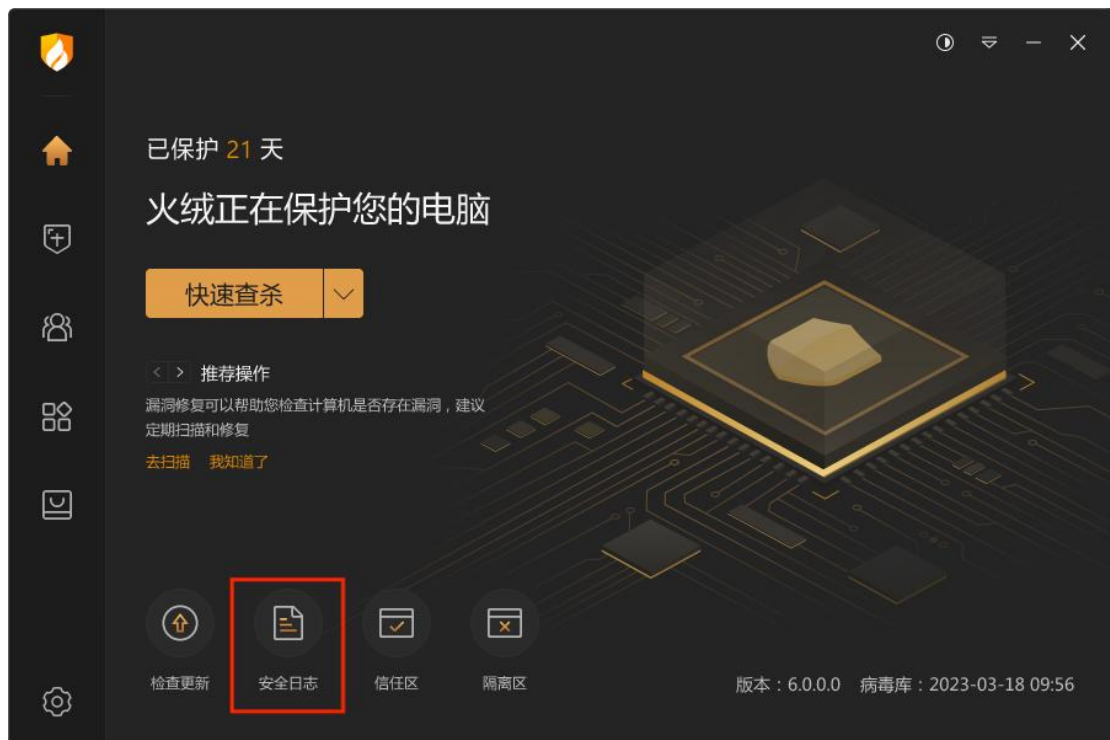 已保护 21 天
火绒正在保护您的电脑
快速查杀
推荐操作
漏洞修复可以帮助您检查计算机是否存在漏洞，建议
定期扫描和修复
去扫描 我知道了
检查更新 安全日志 信任区 隔离区
版本：6.0.0.0 病毒库：2023-03-18 09:56